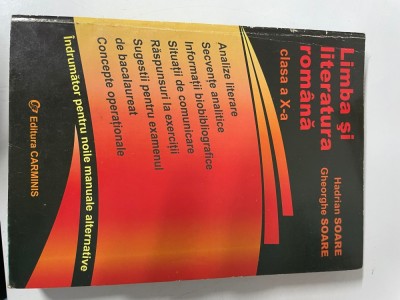 Hadrian SOARE
Gheorghe SOARE
Limba și
literatura
română
clasa a X-a
Analize literare
Secvențe analitice
Informații biobibliografice
Situații de comunicare
Răspunsuri la exerciții
Sugestii pentru examenul
de bacalaureat
Concepte operaționale
Îndrumător pentru noile manuale alternative
Editura CARMINIS